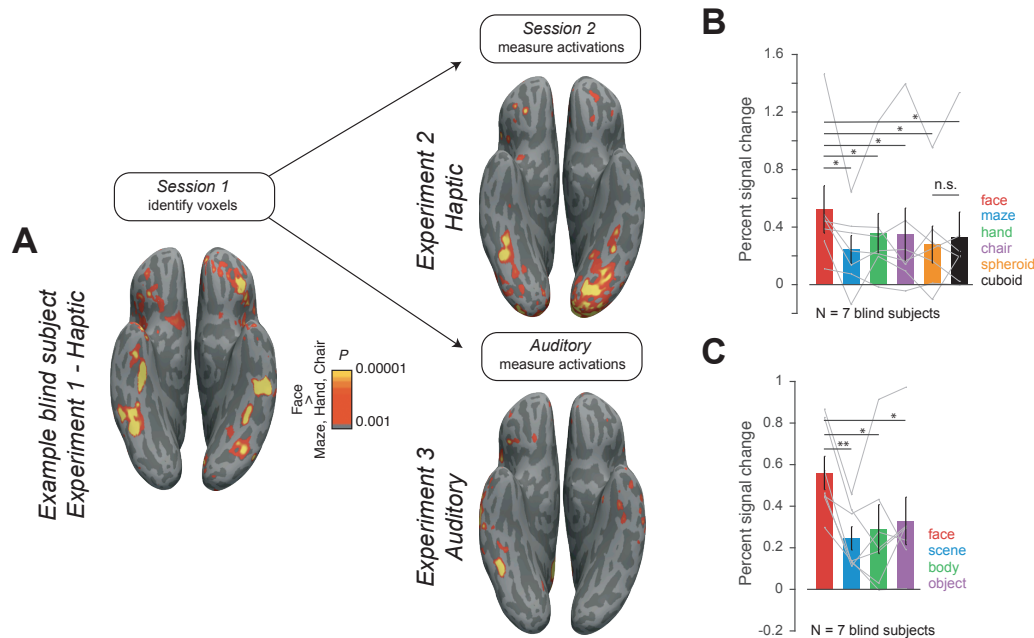 A
Example blind subject
Experiment 1 - Haptic
Session 1
identify voxels
Face
>
Maze, Hand, Chair
P
0.00001
0.001
Session 2
measure activations
Experiment 2
Haptic
Auditory
measure activations
Experiment 3
Auditory
B
Percent signal change
1.6
1.2
0.8
0.4
0
*
*
*
*
*
n.s.
face
maze
hand
chair
spheroid
cuboid
N = 7 blind subjects
C
Percent signal change
1
0.8
0.6
0.4
0.2
0
-0.2
*
*
**
face
scene
body
object
N = 7 blind subjects